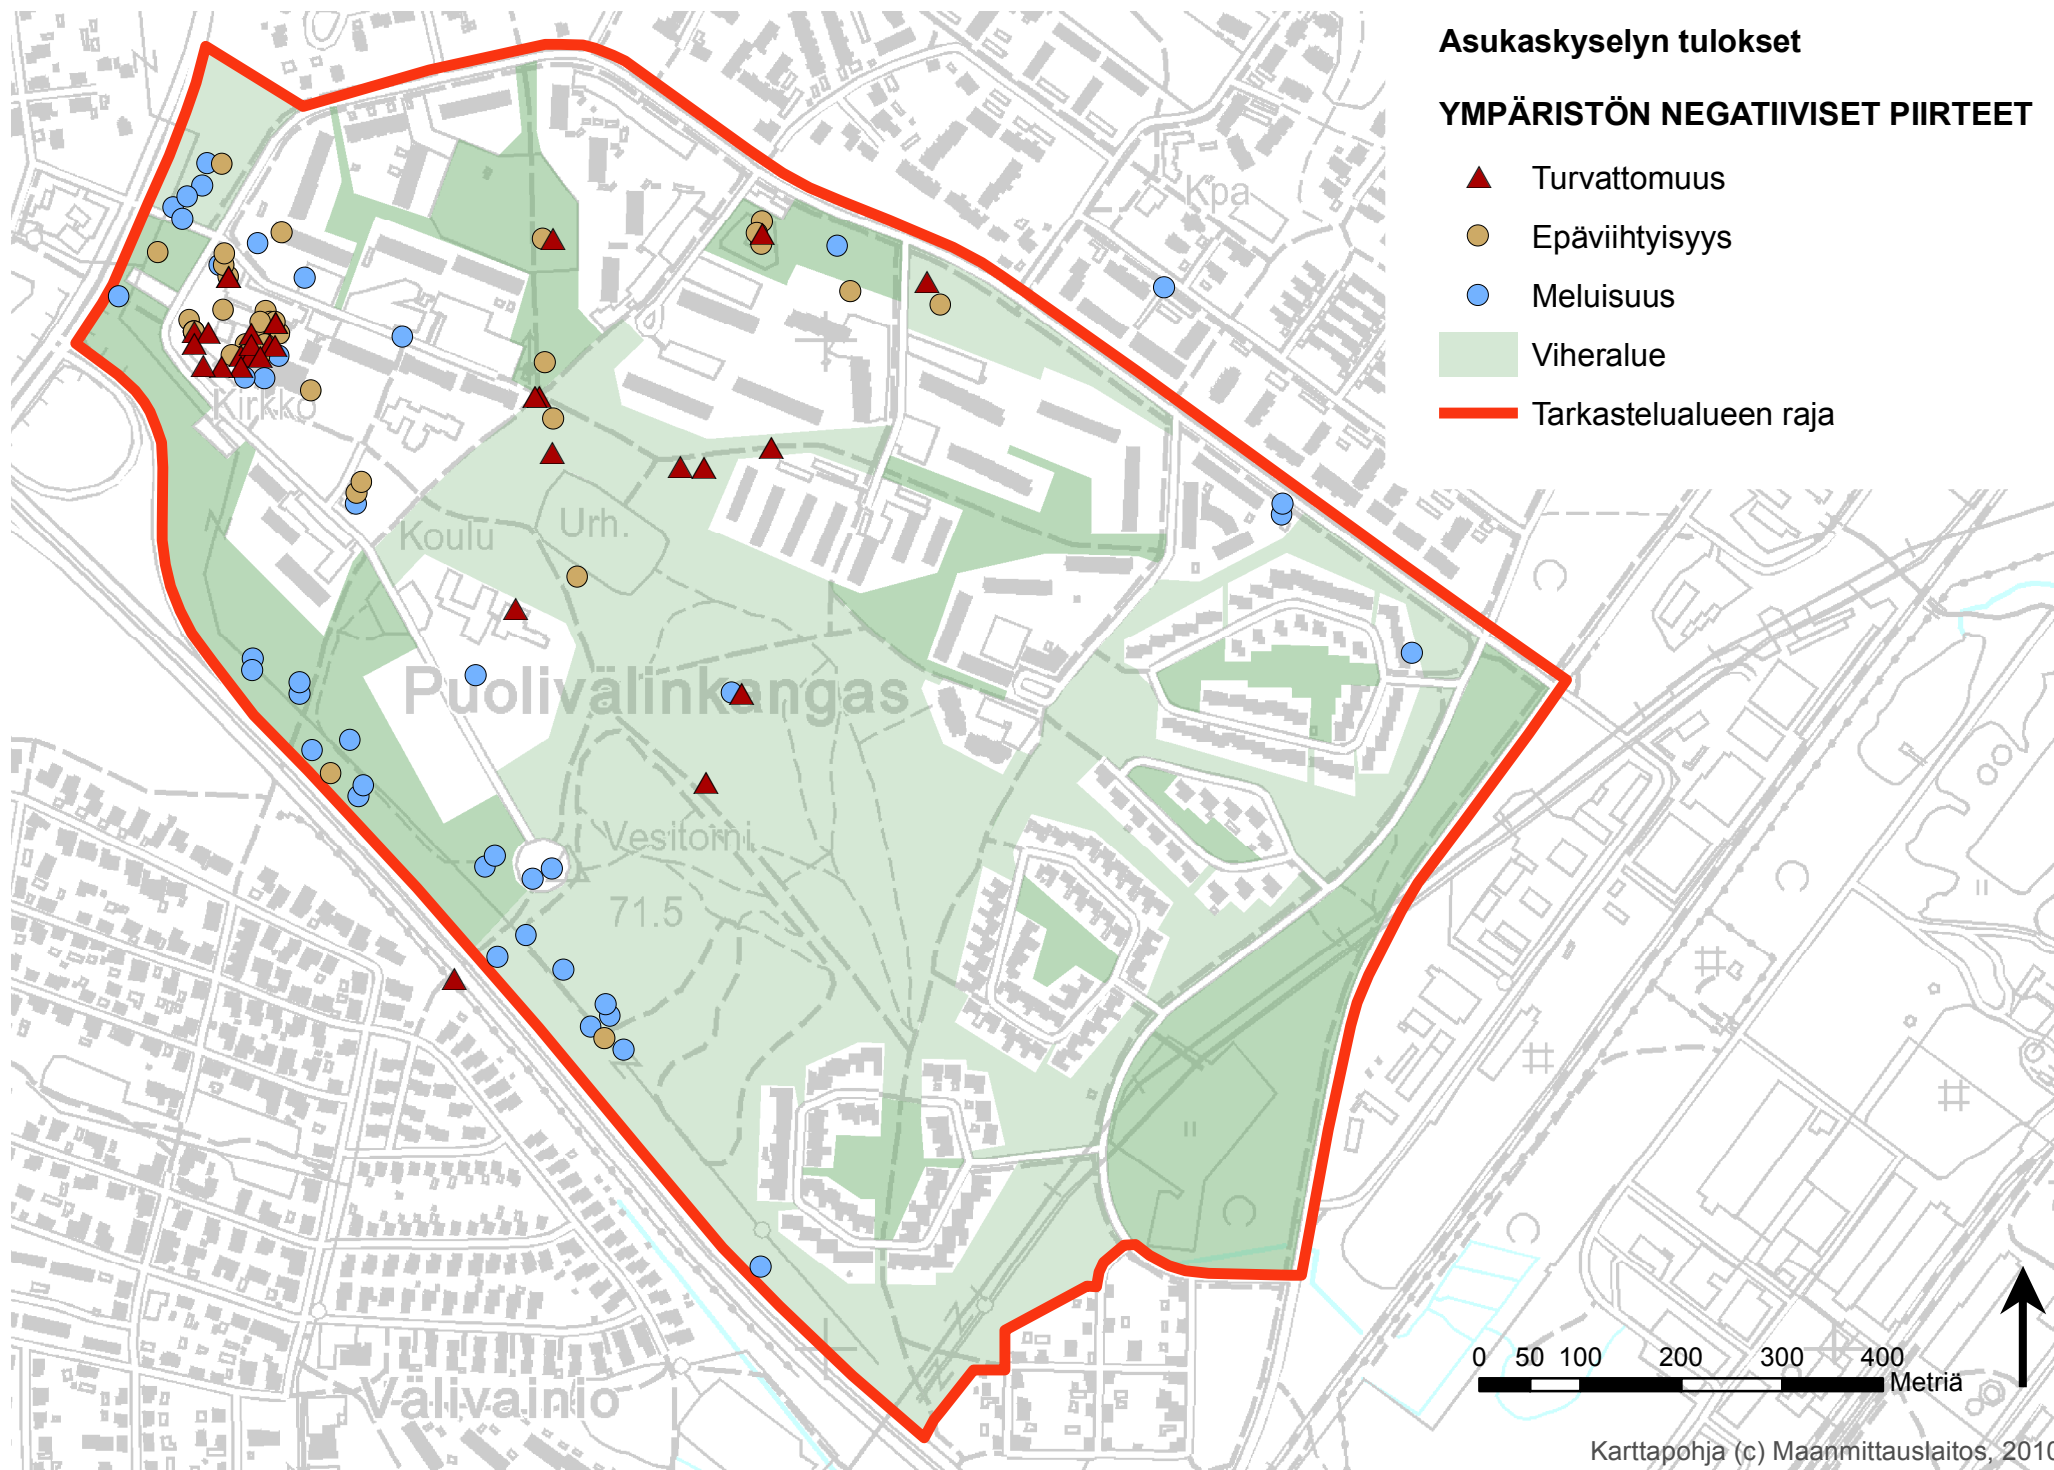 Asukaskyselyn tulokset
YMPÄRISTÖN NEGATIIVISET PIIRTEET
Turvattomuus
Epäviihtyisyys
Meluisuus
Viheralue
Tarkastelualueen raja
Kpa
Kirkko
Koulu
Urh.
Puolivälinkangas
Vesitorni
71.5
Välivainio
0 50 100 200 300 400
Metriä
Karttapohja (c) Maanmittauslaitos, 2010